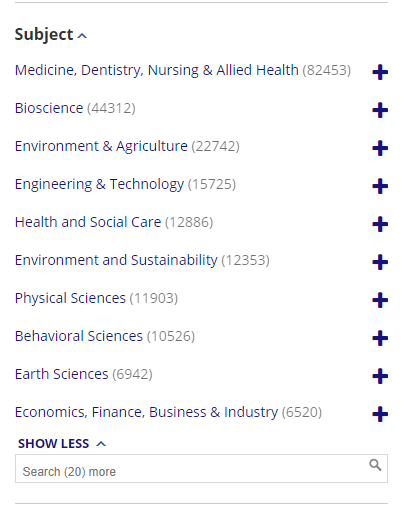 Subject
Medicine, Dentistry, Nursing & Allied Health (82453)
Bioscience (44312)
Environment & Agriculture (22742)
Engineering & Technology (15725)
Health and Social Care (12886)
Environment and Sustainability (12353)
Physical Sciences (11903)
Behavioral Sciences (10526)
Earth Sciences (6942)
Economics, Finance, Business & Industry (6520)
SHOW LESS
Search (20) more